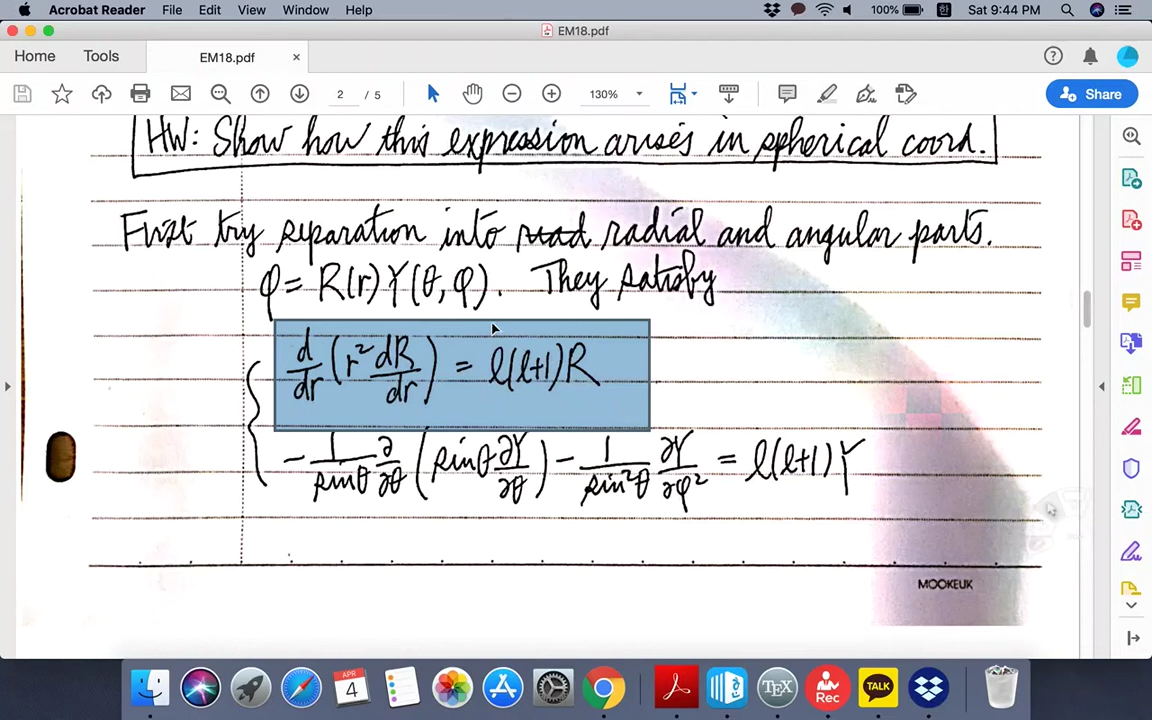 Acrobat Reader File Edit View Window Help 100% 한 Sat 9:44 PM
EM18.pdf
Home Tools EM18.pdf ×
2 / 5 130% Share
HW: Show how this expression arises in spherical coord.
First try separation into radial and angular parts.
φ = R(r)Y(θ, φ). They satisfy
d/dr (r² dR/dr) = l(l+1)R
-1/sinθ ∂/∂θ (sinθ ∂Y/∂θ) - 1/sin²θ ∂Y/∂φ² = l(l+1)Y
MOOKEUK
APR 4 TEX Rec TALK